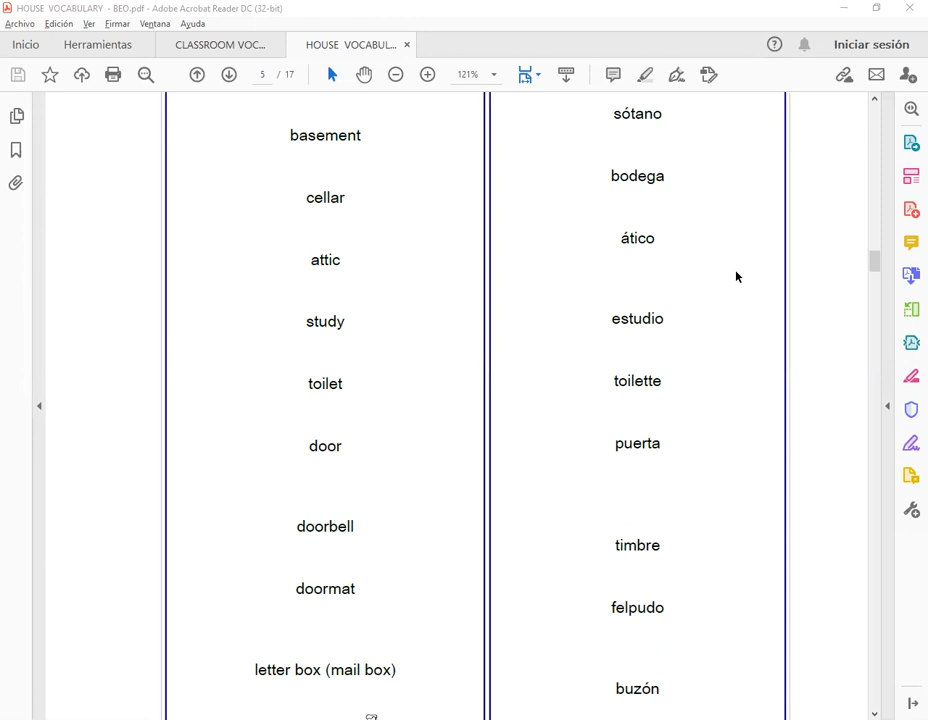 HOUSE VOCABULARY - BEO.pdf - Adobe Acrobat Reader DC (32-bit)
Archivo Edición Ver Firmar Ventana Ayuda
Inicio Herramientas CLASSROOM VOC... HOUSE VOCABUL... × Iniciar sesión
5 / 17 121%
sótano
basement
bodega
cellar
ático
attic
estudio
study
toilette
toilet
puerta
door
doorbell
timbre
doormat
felpudo
letter box (mail box)
buzón